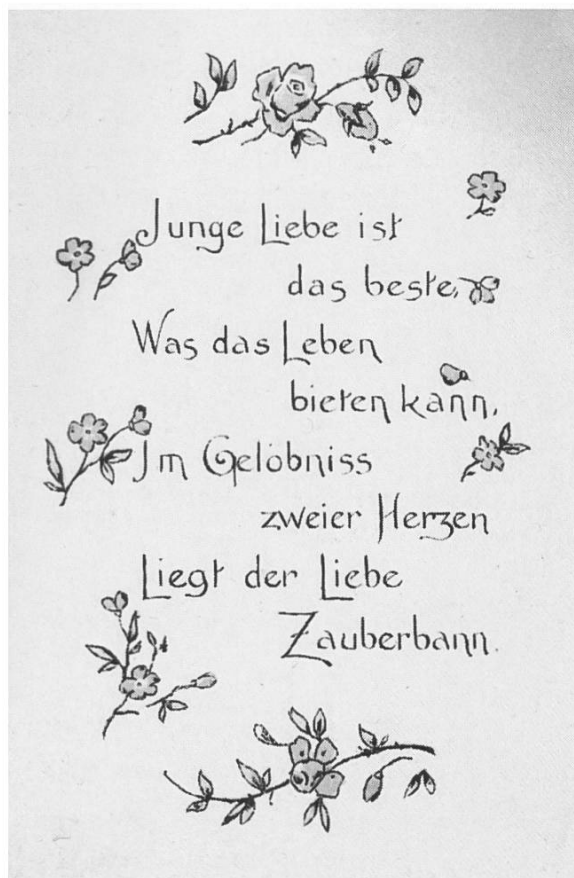 Junge Liebe ist
das beste,
Was das Leben
bieten kann,
Im Gelöbniss
zweier Herzen
Liegt der Liebe
Zauberbann.